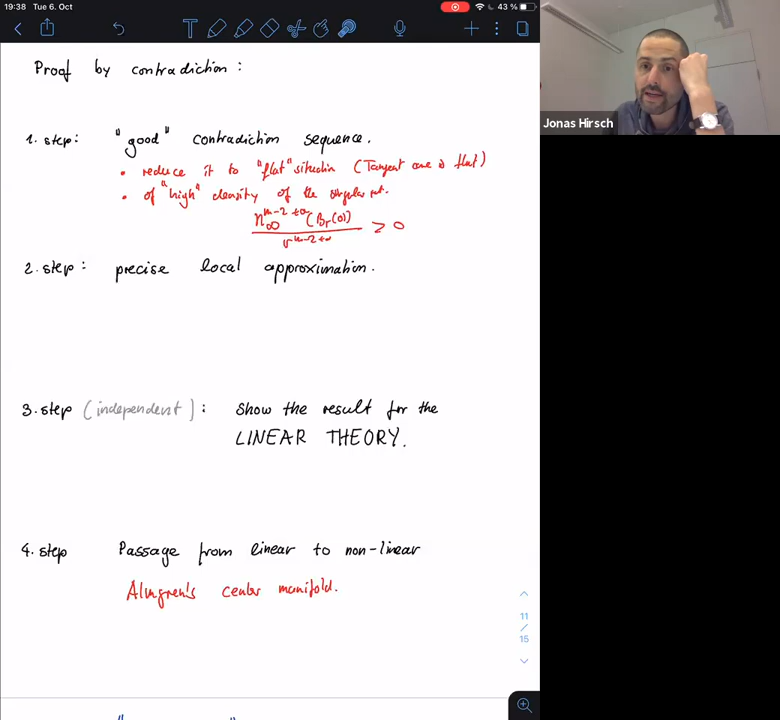 19:38 Tue 6. Oct
43 %
Jonas Hirsch
Proof by contradiction :
1. step: "good" contradiction sequence.
• reduce it to "flat" situation (Tangent cone is flat)
• of "high" density of the singular set.
> 0
2. step : precise local approximation.
3. step (independent) : Show the result for the
LINEAR THEORY.
4. step Passage from linear to non-linear
Almgren's center manifold.
11
/
15